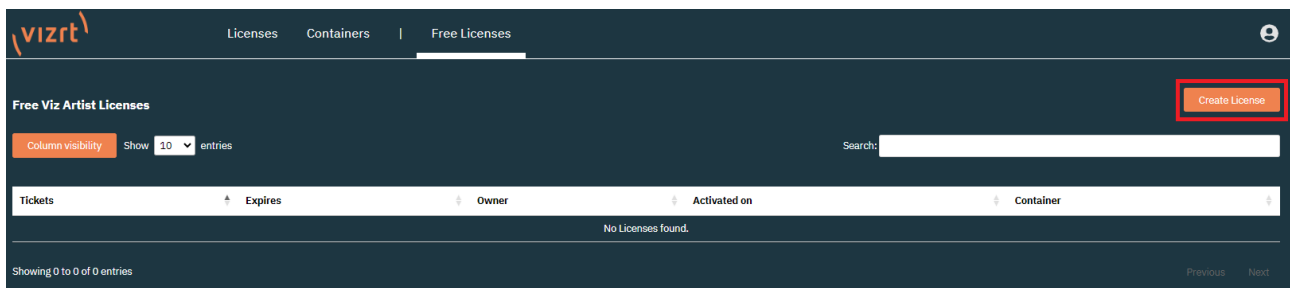 vizrt Licenses Containers | Free Licenses
Create License
Free Viz Artist Licenses
Column visibility Show 10 entries Search:
Tickets Expires Owner Activated on Container
No Licenses found.
Showing 0 to 0 of 0 entries Previous Next